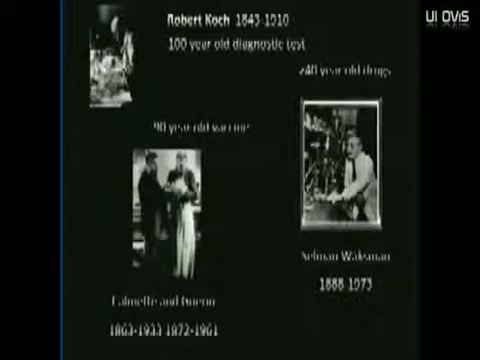 UI OVIS
Robert Koch 1843-1910
100 year old diagnostic test
>40 year old drugs
90 year old vaccine
Selman Waksman
1888-1973
Calmette and Guerin
1863-1933 1872-1961